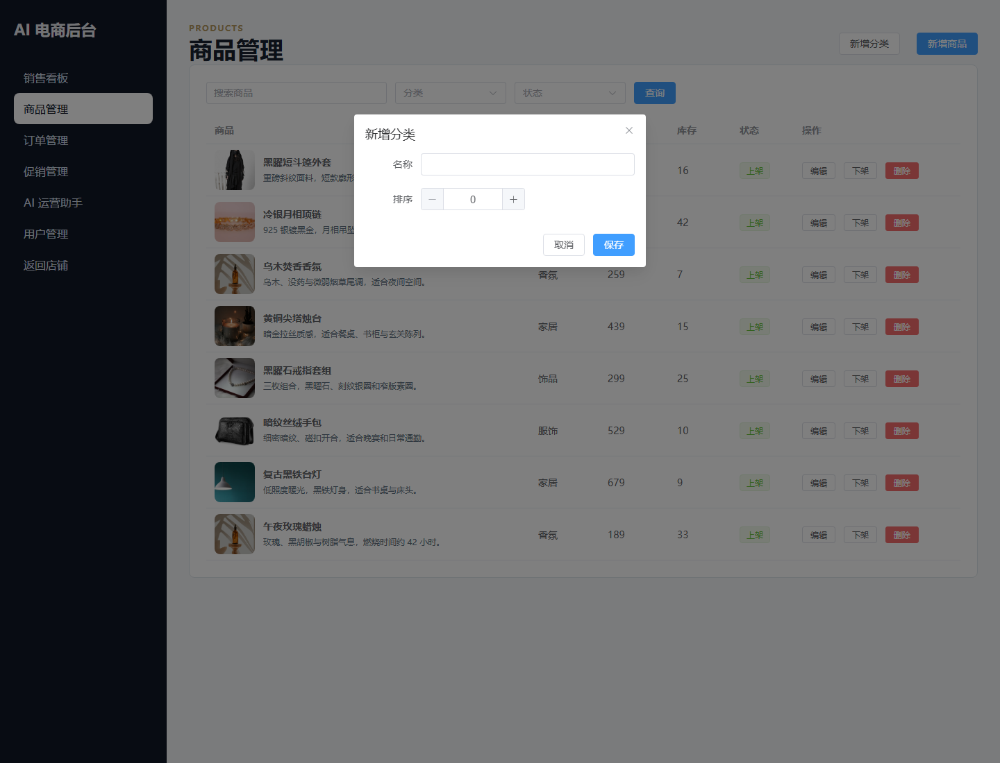 AI 电商后台
销售看板
商品管理
订单管理
促销管理
AI 运营助手
用户管理
返回店铺
PRODUCTS
商品管理
新增分类
新增商品
搜索商品
分类
状态
查询
商品
库存
状态
操作
新增分类
名称
排序
0
取消
保存
黑曜短斗篷外套
重磅斜纹面料，短款廓形
16
上架
编辑
下架
删除
冷银月相项链
925 银镀黑金，月相吊坠
42
上架
编辑
下架
删除
乌木焚香香氛
乌木、没药与微弱烟草尾调，适合夜间空间。
香氛
259
7
上架
编辑
下架
删除
黄铜尖塔烛台
暗金拉丝质感，适合餐桌、书柜与玄关陈列。
家居
439
15
上架
编辑
下架
删除
黑曜石戒指套组
三枚组合，黑曜石、刻纹银圈和窄版素圈。
饰品
299
25
上架
编辑
下架
删除
暗纹丝绒手包
细密暗纹、磁扣开合，适合晚宴和日常通勤。
服饰
529
10
上架
编辑
下架
删除
复古黑铁台灯
低照度暖光，黑铁灯身，适合书桌与床头。
家居
679
9
上架
编辑
下架
删除
午夜玫瑰蜡烛
玫瑰、黑胡椒与树脂气息，燃烧时间约 42 小时。
香氛
189
33
上架
编辑
下架
删除